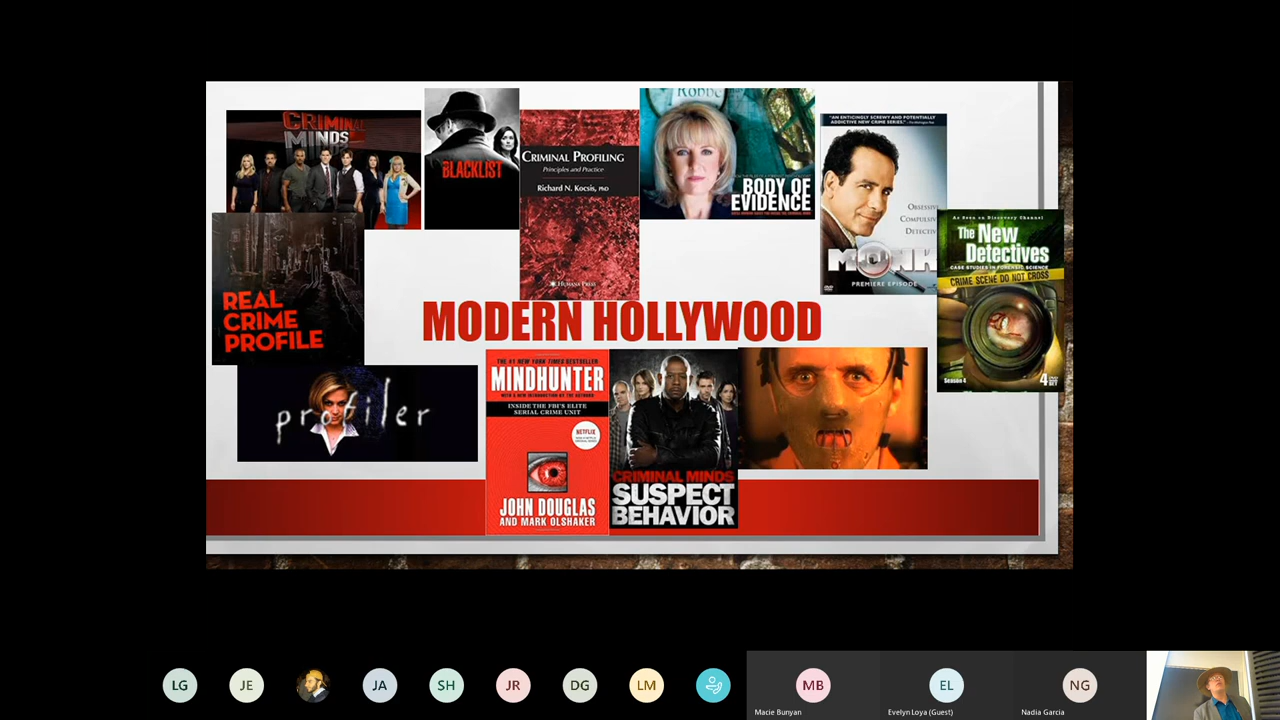 CRIMINAL
MINDS
THE
BLACKLIST
CRIMINAL PROFILING
Principles and Practice
Richard N. Kocsis, PhD
HUMANA PRESS
Robbe
BODY OF
EVIDENCE
"AN ENTICINGLY SCREWY AND POTENTIALLY
ADDICTIVE NEW CRIME SERIES."
OBSESSIVE
COMPULSIVE
DETECTIVE
MONK
PREMIERE EPISODE
As Seen on Discovery Channel
The New
Detectives
CASE STUDIES IN FORENSIC SCIENCE
CRIME SCENE DO NOT CROSS
Season 4
4
REAL
CRIME
PROFILE
MODERN HOLLYWOOD
profiler
THE #1 NEW YORK TIMES BESTSELLER
MINDHUNTER
WITH A NEW INTRODUCTION BY THE AUTHORS
INSIDE THE FBI'S ELITE
SERIAL CRIME UNIT
NETFLIX
JOHN DOUGLAS
AND MARK OLSHAKER
CRIMINAL MINDS
SUSPECT
BEHAVIOR
LG
JE
JA
SH
JR
DG
LM
MB
EL
NG
Macie Bunyan
Evelyn Loya (Guest)
Nadia Garcia